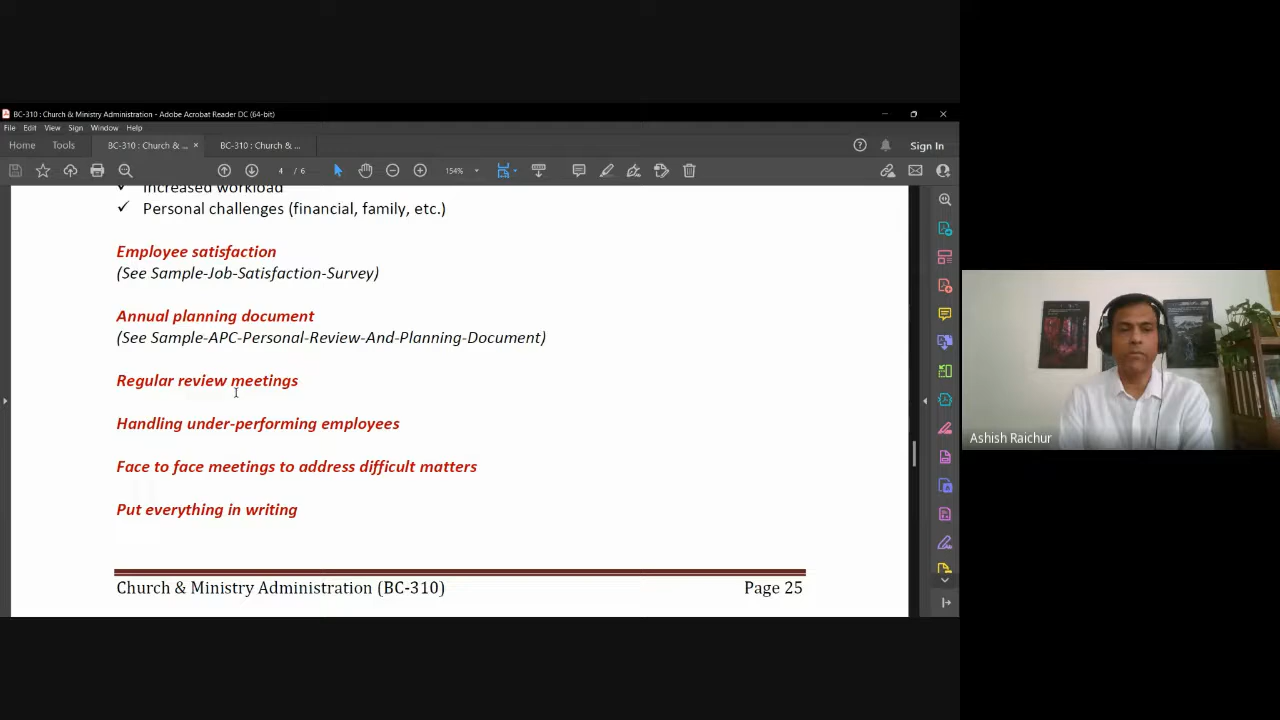 BC-310 : Church & Ministry Administration - Adobe Acrobat Reader DC (64-bit)
File Edit View Sign Window Help
Home Tools BC-310 : Church & ... × BC-310 : Church & ... Sign In
4 / 6 154%
✓ Increased workload
✓ Personal challenges (financial, family, etc.)
Employee satisfaction
(See Sample-Job-Satisfaction-Survey)
Annual planning document
(See Sample-APC-Personal-Review-And-Planning-Document)
Regular review meetings
Handling under-performing employees
Face to face meetings to address difficult matters
Put everything in writing
Church & Ministry Administration (BC-310) Page 25
Ashish Raichur